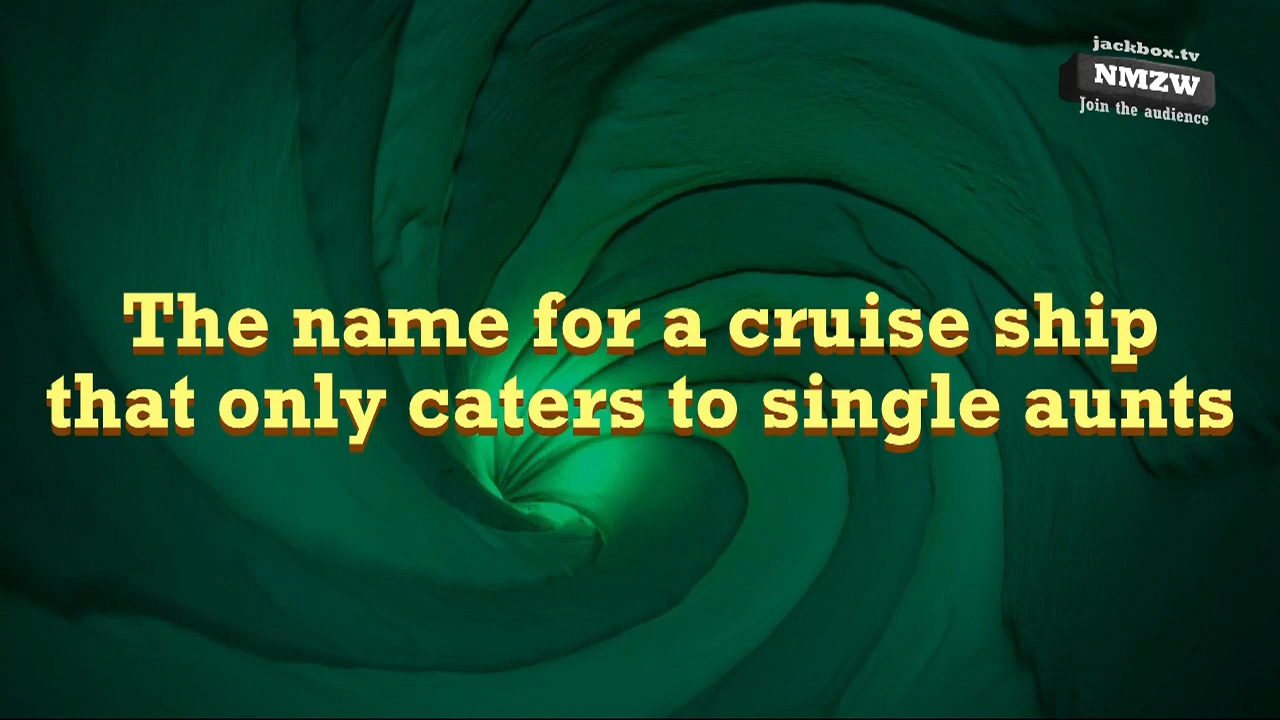 jackbox.tv
NMZW
Join the audience
The name for a cruise ship
that only caters to single aunts